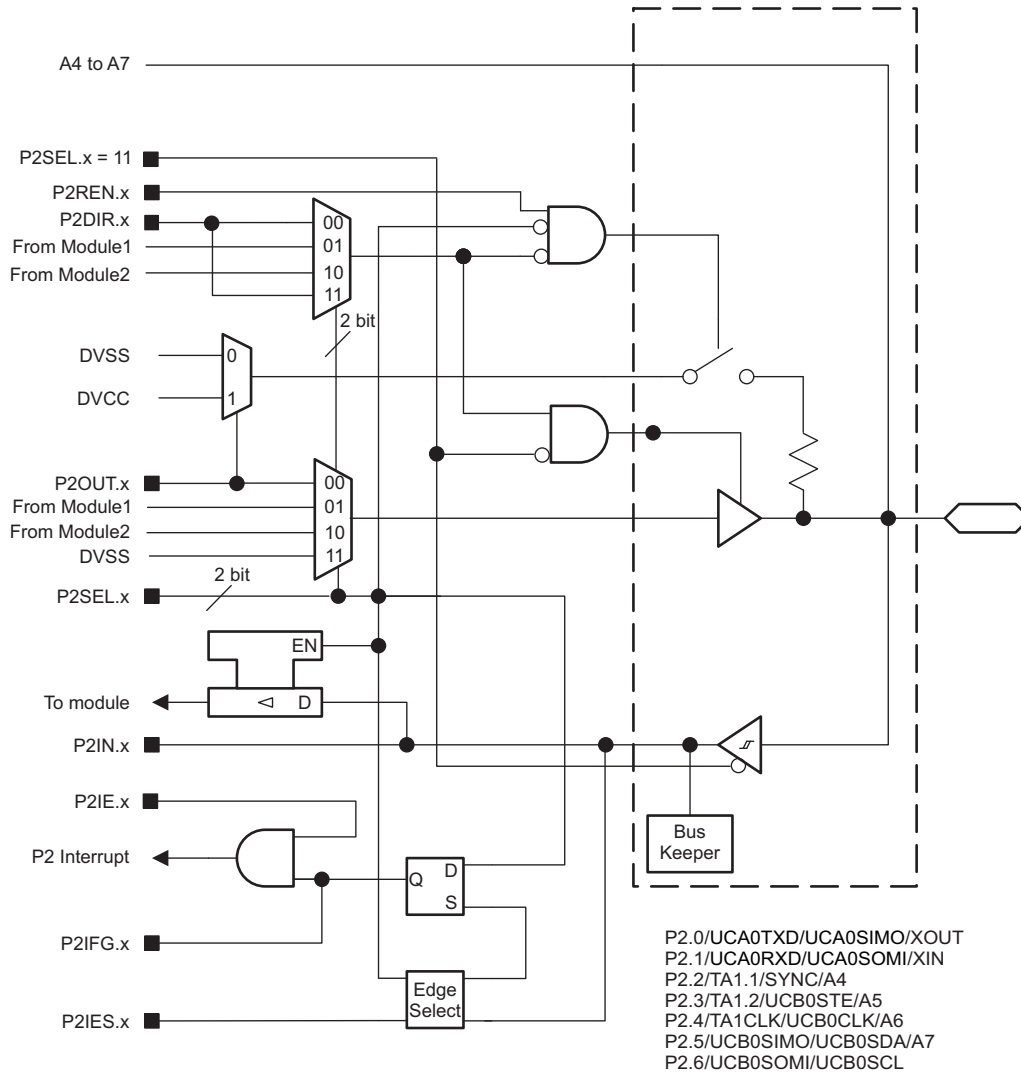 A4 to A7
P2SEL.x = 11
P2REN.x
P2DIR.x
From Module1
From Module2
00
01
10
11
2 bit
DVSS
DVCC
0
1
P2OUT.x
From Module1
From Module2
DVSS
00
01
10
11
P2SEL.x
2 bit
EN
To module
D
P2IN.x
P2IE.x
P2 Interrupt
Q
D
S
Bus
Keeper
P2IFG.x
Edge
Select
P2IES.x
P2.0/UCA0TXD/UCA0SIMO/XOUT
P2.1/UCA0RXD/UCA0SOMI/XIN
P2.2/TA1.1/SYNC/A4
P2.3/TA1.2/UCB0STE/A5
P2.4/TA1CLK/UCB0CLK/A6
P2.5/UCB0SIMO/UCB0SDA/A7
P2.6/UCB0SOMI/UCB0SCL